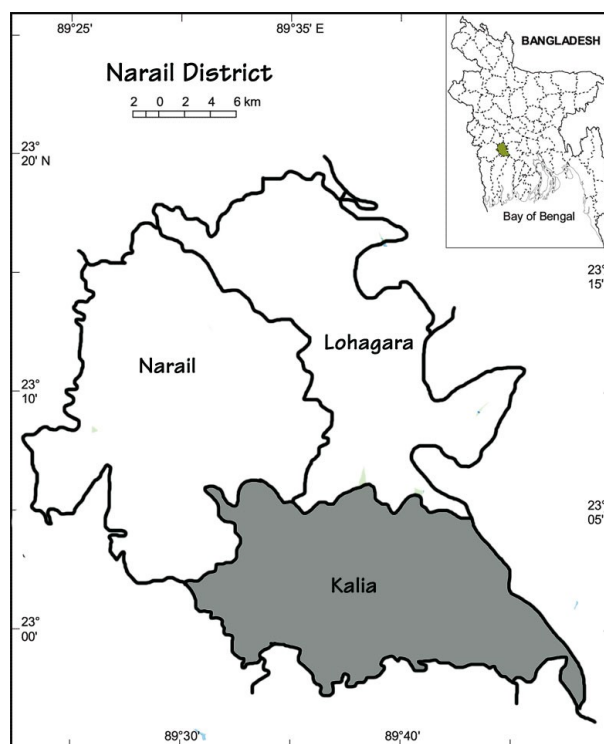 89°25' E
89°35' E
BANGLADESH
Narail District
2 0 2 4 6 km
23°
20' N
Bay of Bengal
23°
15'
Lohagara
Narail
23°
10'
23°
05'
Kalia
23°
00'
89°30'
89°40'